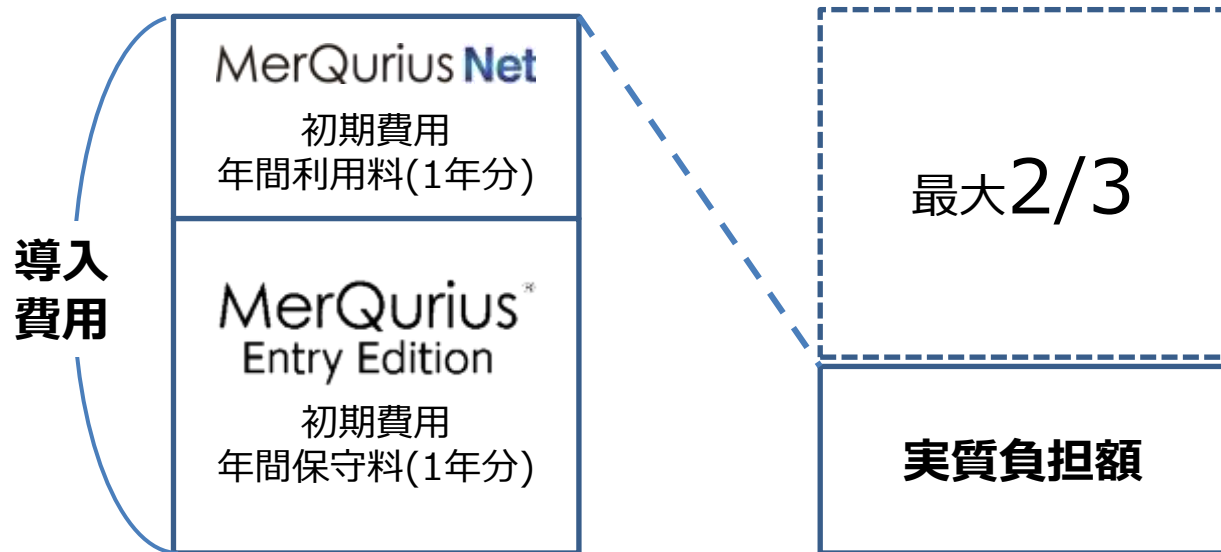 MerQurius Net
初期費用
年間利用料(1年分)
導入
費用
MerQurius®
Entry Edition
初期費用
年間保守料(1年分)
最大2/3
実質負担額